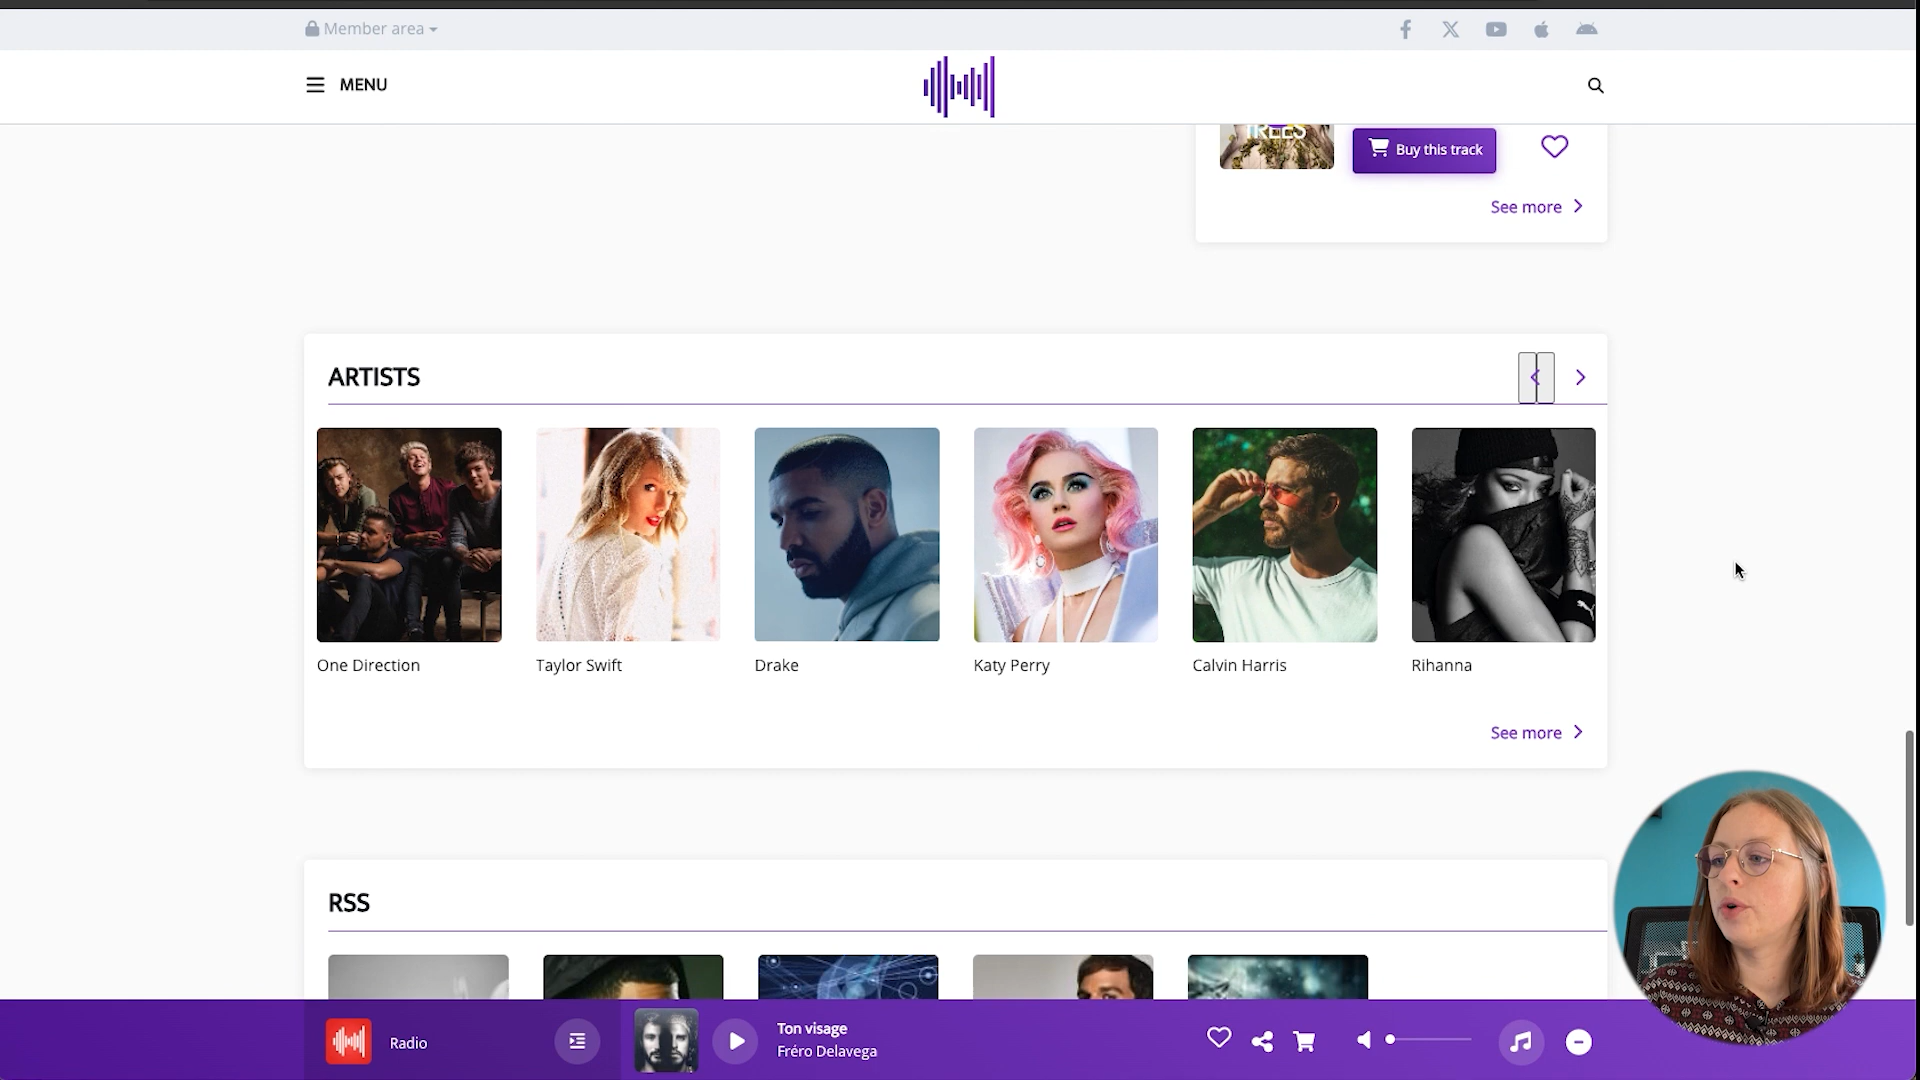 Member area
MENU
TREES
Buy this track
See more
ARTISTS
One Direction
Taylor Swift
Drake
Katy Perry
Calvin Harris
Rihanna
See more
RSS
Radio
Ton visage
Fréro Delavega